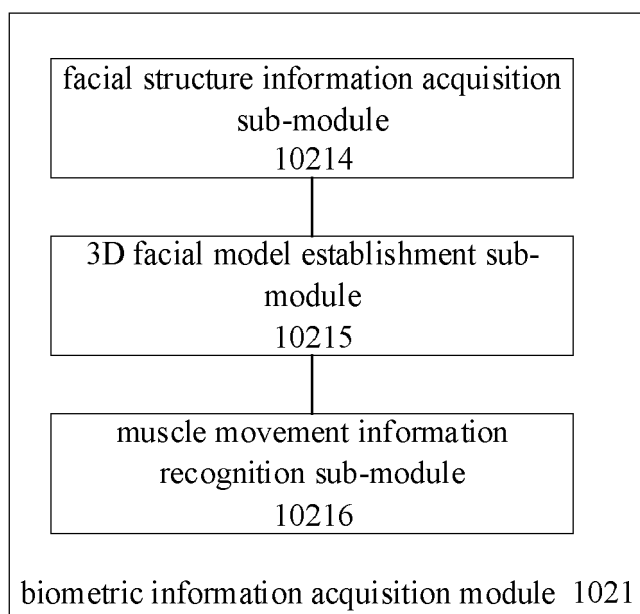 facial structure information acquisition
sub-module
10214
3D facial model establishment sub-
module
10215
muscle movement information
recognition sub-module
10216
biometric information acquisition module 1021